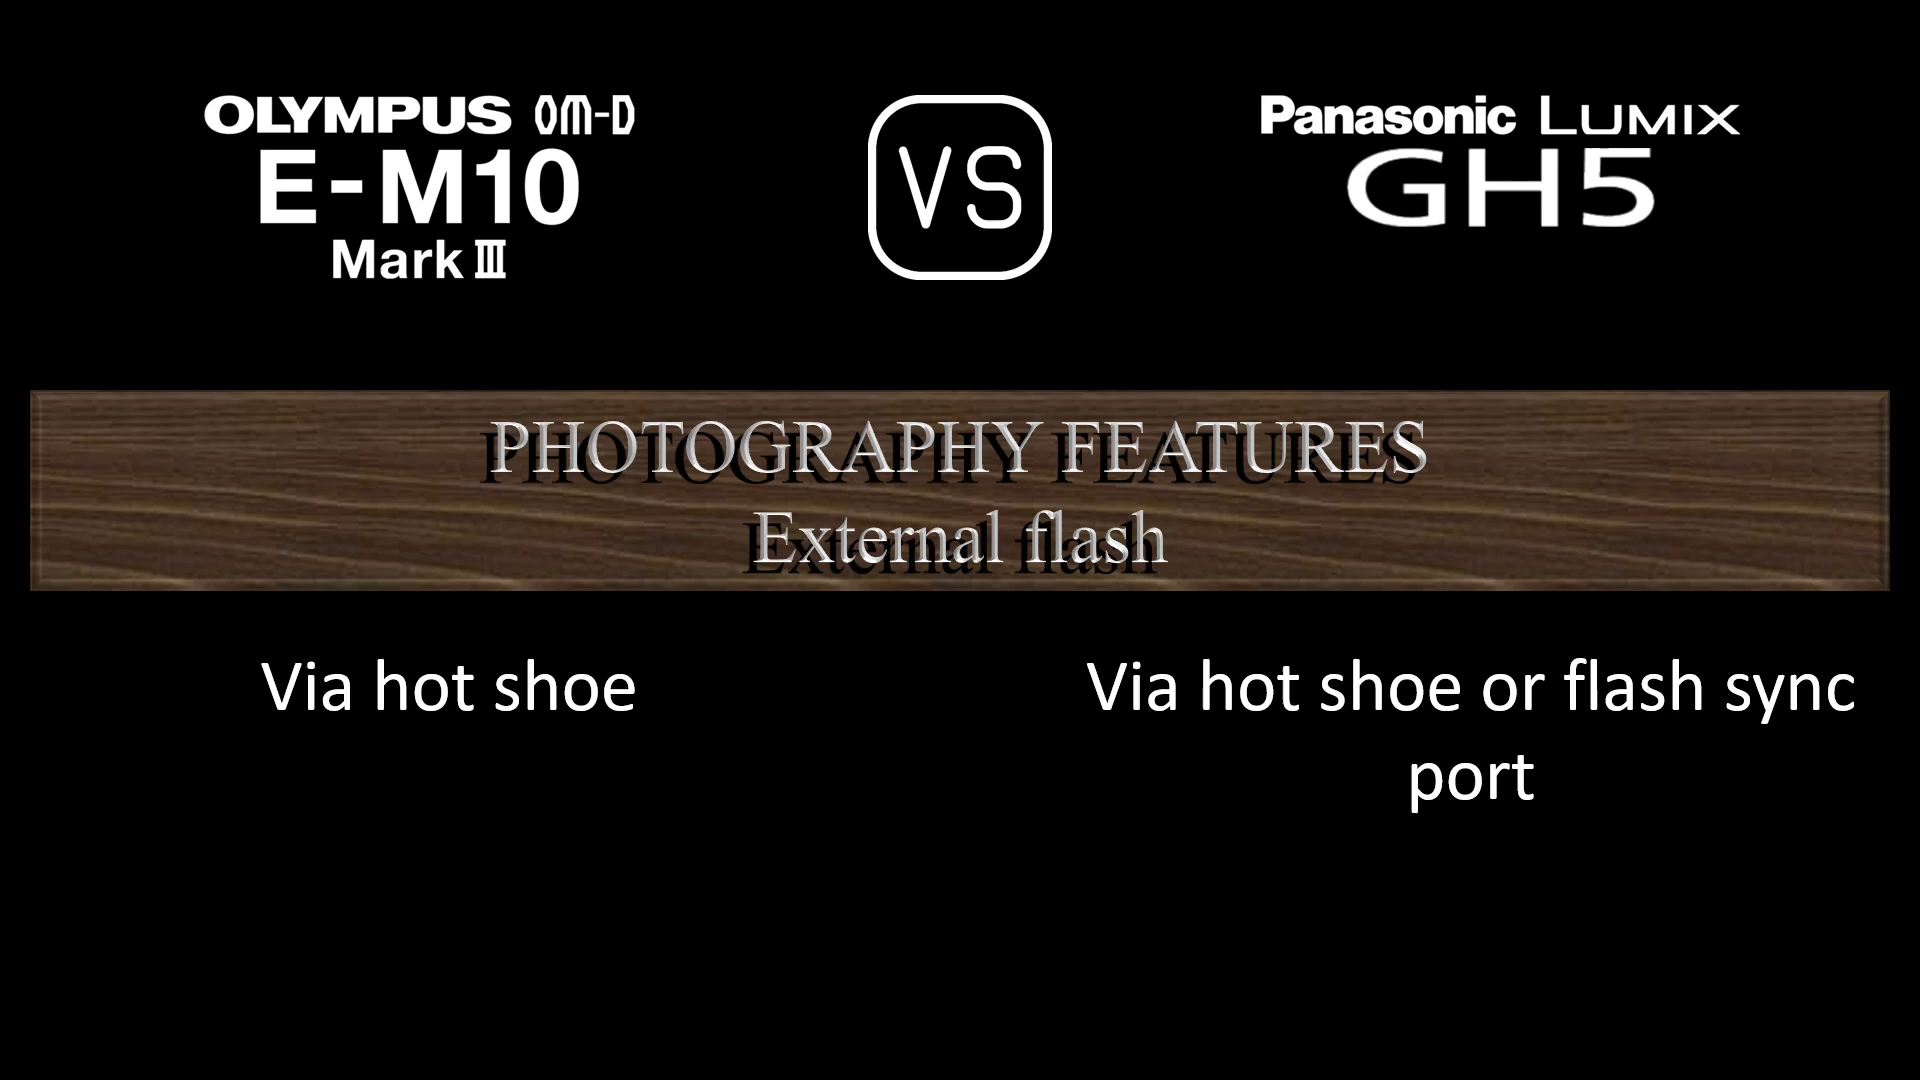 OLYMPUS OM-D
E-M10
Mark III
VS
Panasonic LUMIX
GH5
PHOTOGRAPHY FEATURES
External flash
Via hot shoe
Via hot shoe or flash sync
port